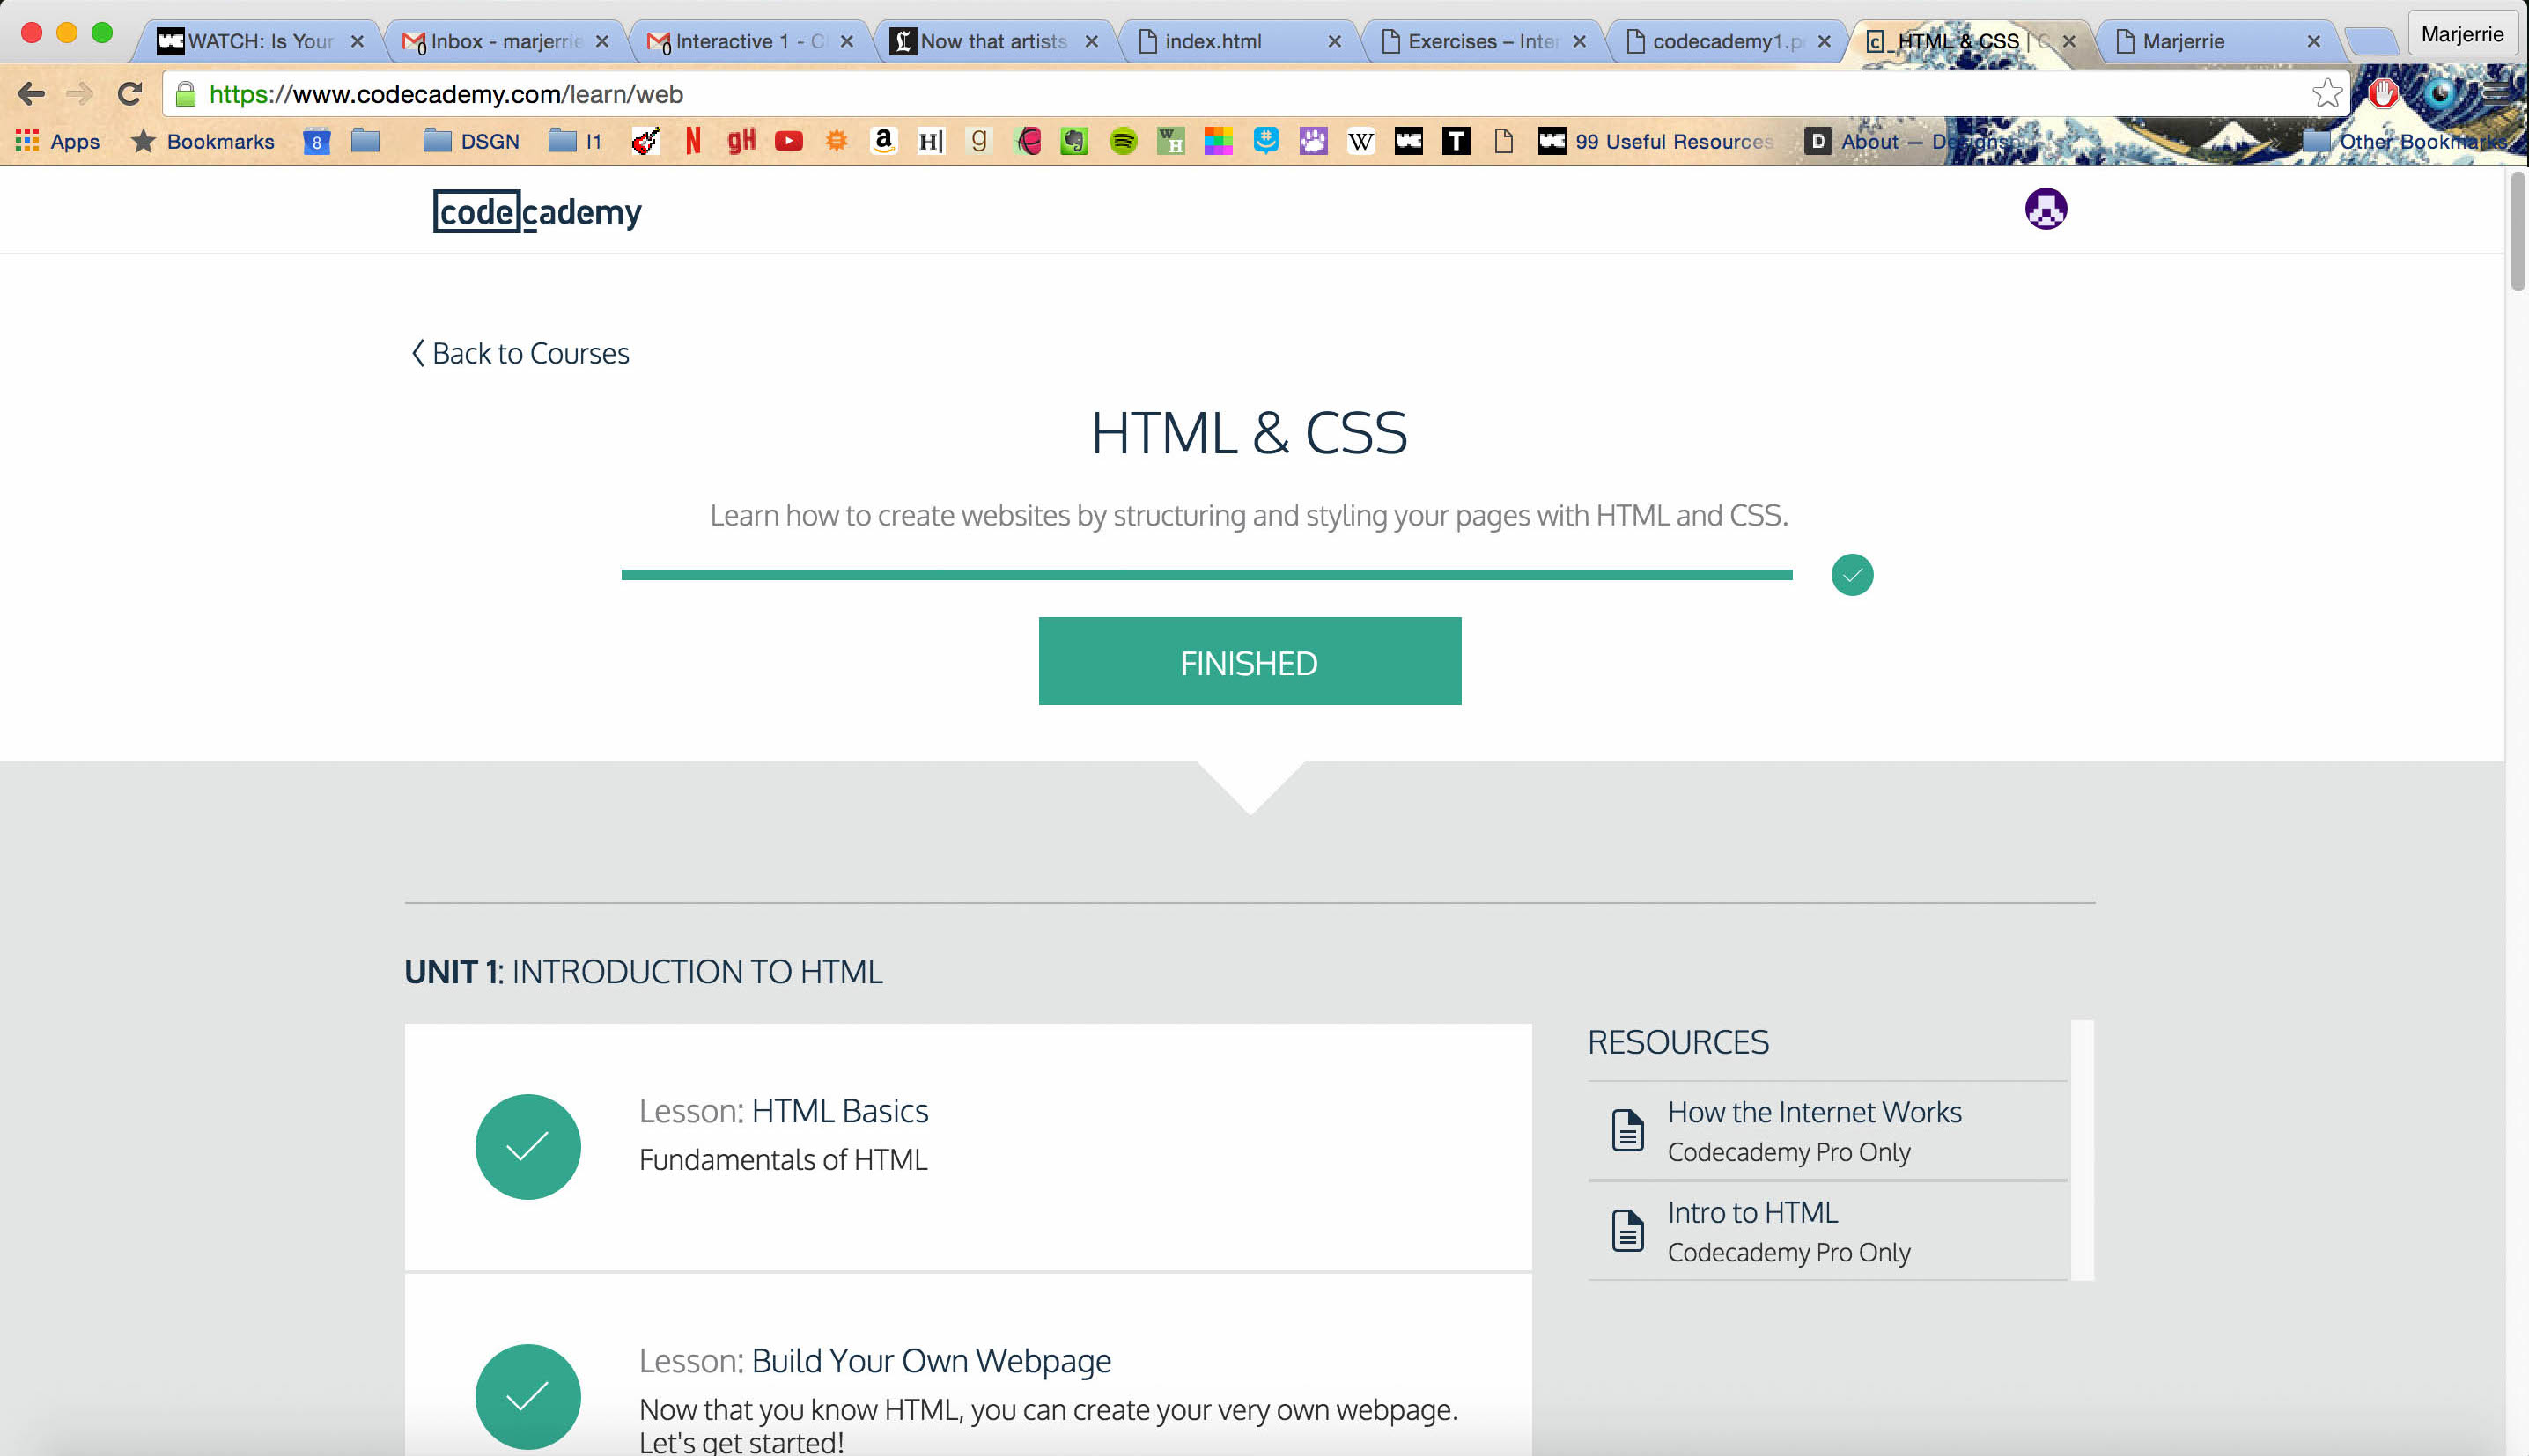 WATCH: Is Your
Inbox - marjerrie
Interactive 1 - C
Now that artists
index.html
Exercises – Inter
codecademy1.p
HTML & CSS | C
Marjerrie
Marjerrie
https://www.codecademy.com/learn/web
Apps Bookmarks 8 DSGN I1 N gH a H g WH W T 99 Useful Resources D About — Designspi Other Bookmarks
codecademy
Back to Courses
HTML & CSS
Learn how to create websites by structuring and styling your pages with HTML and CSS.
FINISHED
UNIT 1: INTRODUCTION TO HTML
Lesson: HTML Basics
Fundamentals of HTML
Lesson: Build Your Own Webpage
Now that you know HTML, you can create your very own webpage.
Let's get started!
RESOURCES
How the Internet Works
Codecademy Pro Only
Intro to HTML
Codecademy Pro Only